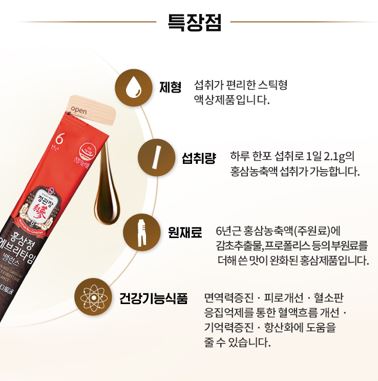 특장점
open
6
정관장
홍삼정
에브리타임
밸런스
제형
섭취가 편리한 스틱형
액상제품입니다.
섭취량
하루 한포 섭취로 1일 2.1g의
홍삼농축액 섭취가 가능합니다.
원재료
6년근 홍삼농축액(주원료)에
감초추출물,프로폴리스 등의 부원료를
더해 쓴 맛이 완화된 홍삼제품입니다.
건강기능식품
면역력증진 · 피로개선 · 혈소판
응집억제를 통한 혈액흐름 개선 ·
기억력증진 · 항산화에 도움을
줄 수 있습니다.